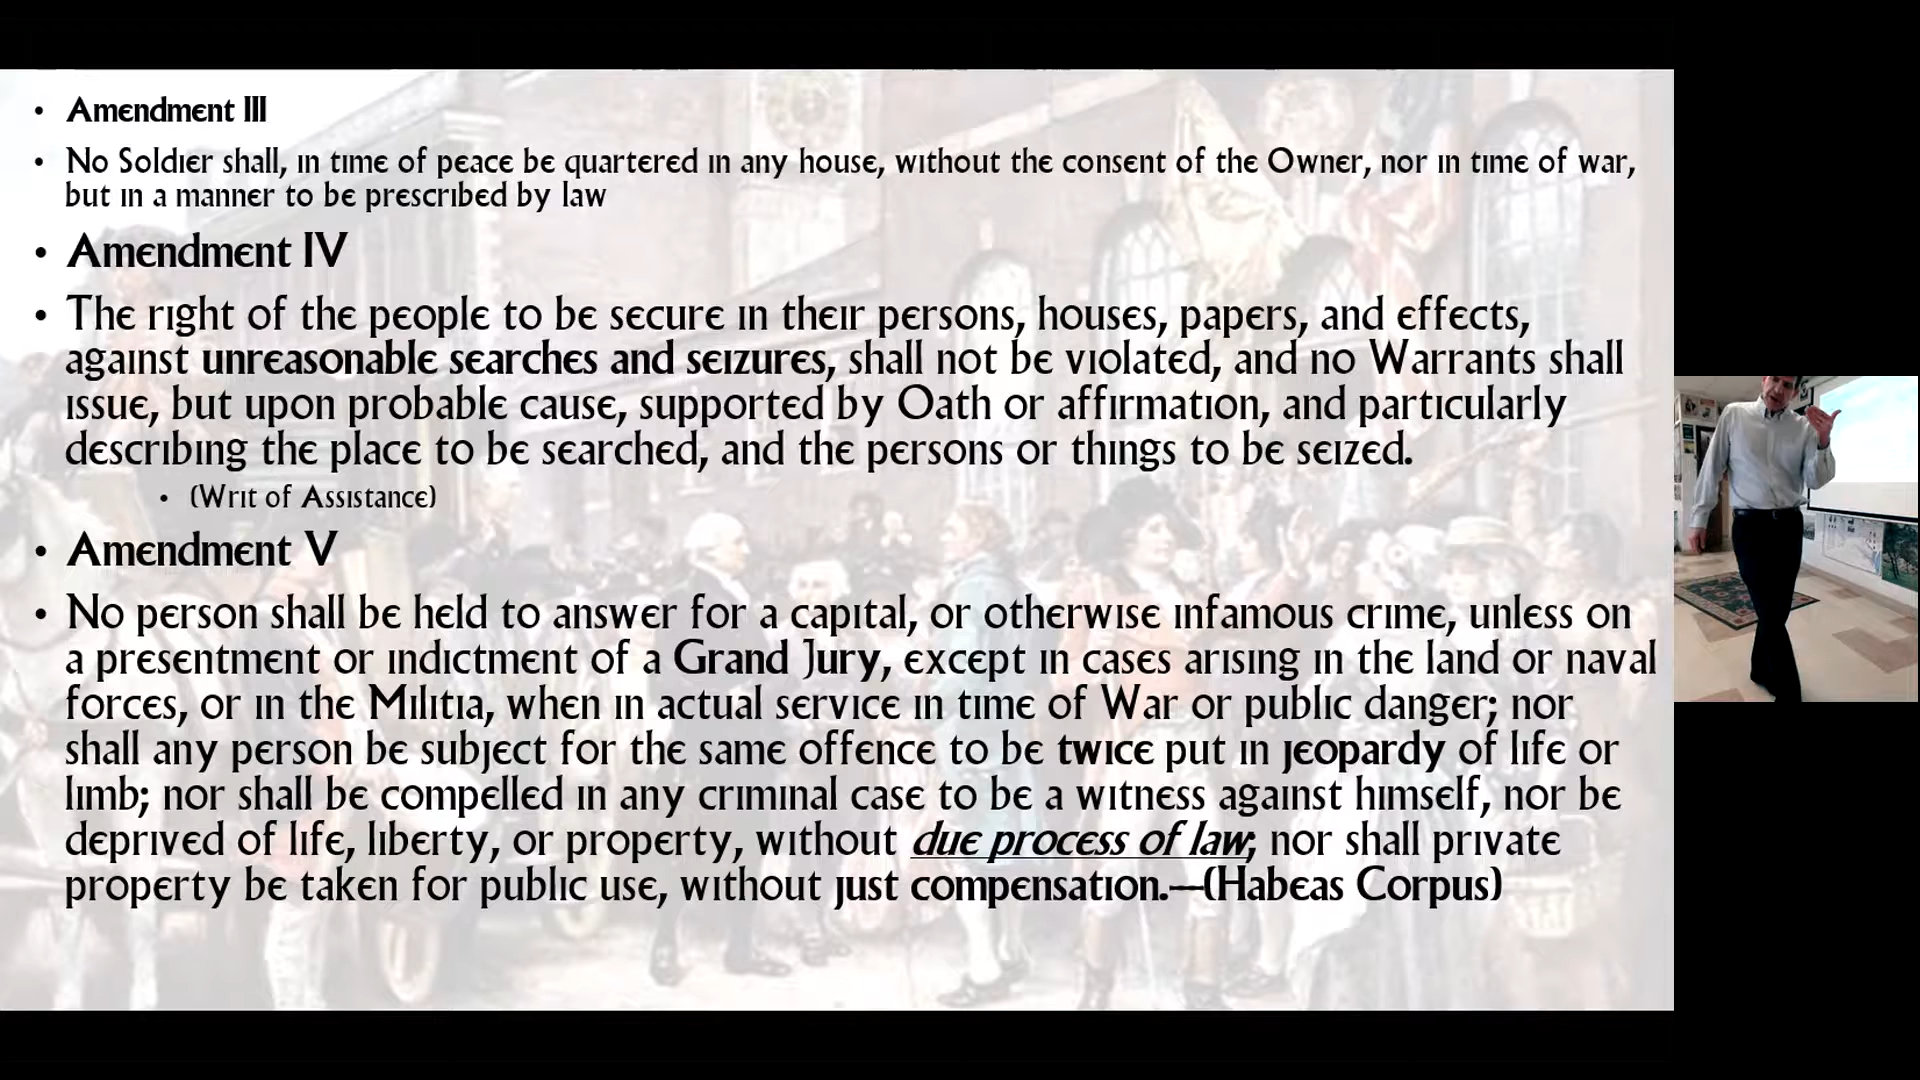 • Amendment III
• No Soldier shall, in time of peace be quartered in any house, without the consent of the Owner, nor in time of war,
but in a manner to be prescribed by law
• Amendment IV
• The right of the people to be secure in their persons, houses, papers, and effects,
against unreasonable searches and seizures, shall not be violated, and no Warrants shall
issue, but upon probable cause, supported by Oath or affirmation, and particularly
describing the place to be searched, and the persons or things to be seized.
• (Writ of Assistance)
• Amendment V
• No person shall be held to answer for a capital, or otherwise infamous crime, unless on
a presentment or indictment of a Grand Jury, except in cases arising in the land or naval
forces, or in the Militia, when in actual service in time of War or public danger; nor
shall any person be subject for the same offence to be twice put in jeopardy of life or
limb; nor shall be compelled in any criminal case to be a witness against himself, nor be
deprived of life, liberty, or property, without due process of law; nor shall private
property be taken for public use, without just compensation.—(Habeas Corpus)